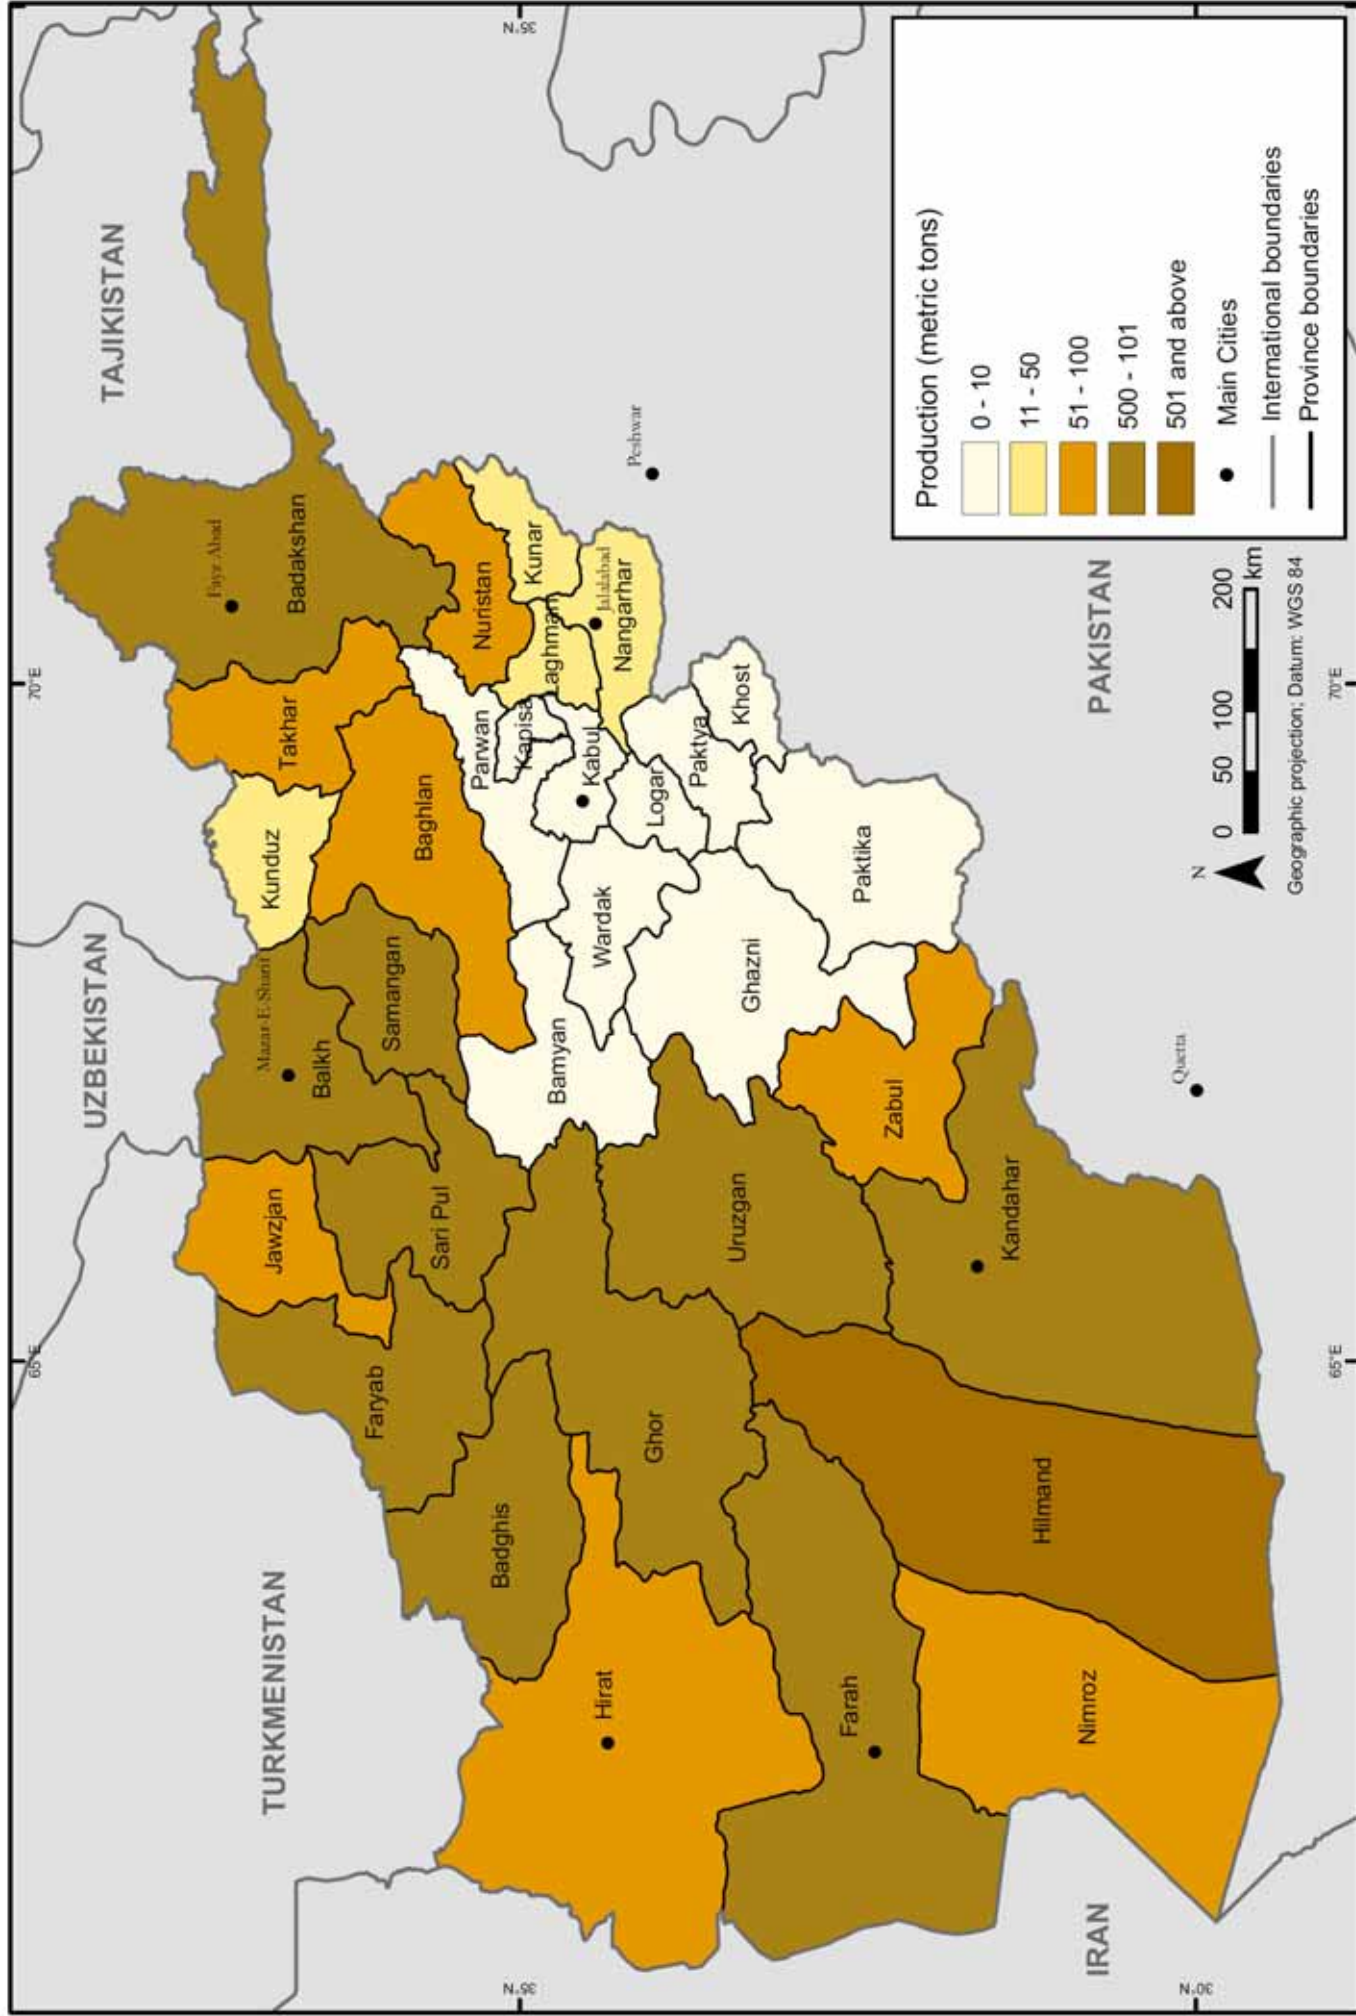 70°E
65°E
TAJIKISTAN
UZBEKISTAN
TURKMENISTAN
35°N
35°N
Fayz Abad
Badakshan
Takhar
Kunduz
Mazar-E-Sharif
Balkh
Jawzjan
Samangan
Baghlan
Sari Pul
Faryab
Nuristan
Kunar
Laghman
Jalalabad
Nangarhar
Parwan
Kapisa
Kabul
Peshwar
Bamyan
Wardak
Logar
Paktya
Khost
Badghis
Ghor
Hirat
Uruzgan
Ghazni
Paktika
Zabul
Farah
Kandahar
Hilmand
Nimroz
Quetta
PAKISTAN
IRAN
30°N
Production (metric tons)
0 - 10
11 - 50
51 - 100
500 - 101
501 and above
Main Cities
International boundaries
Province boundaries
N
0 50 100 200
km
Geographic projection; Datum: WGS 84
65°E
70°E